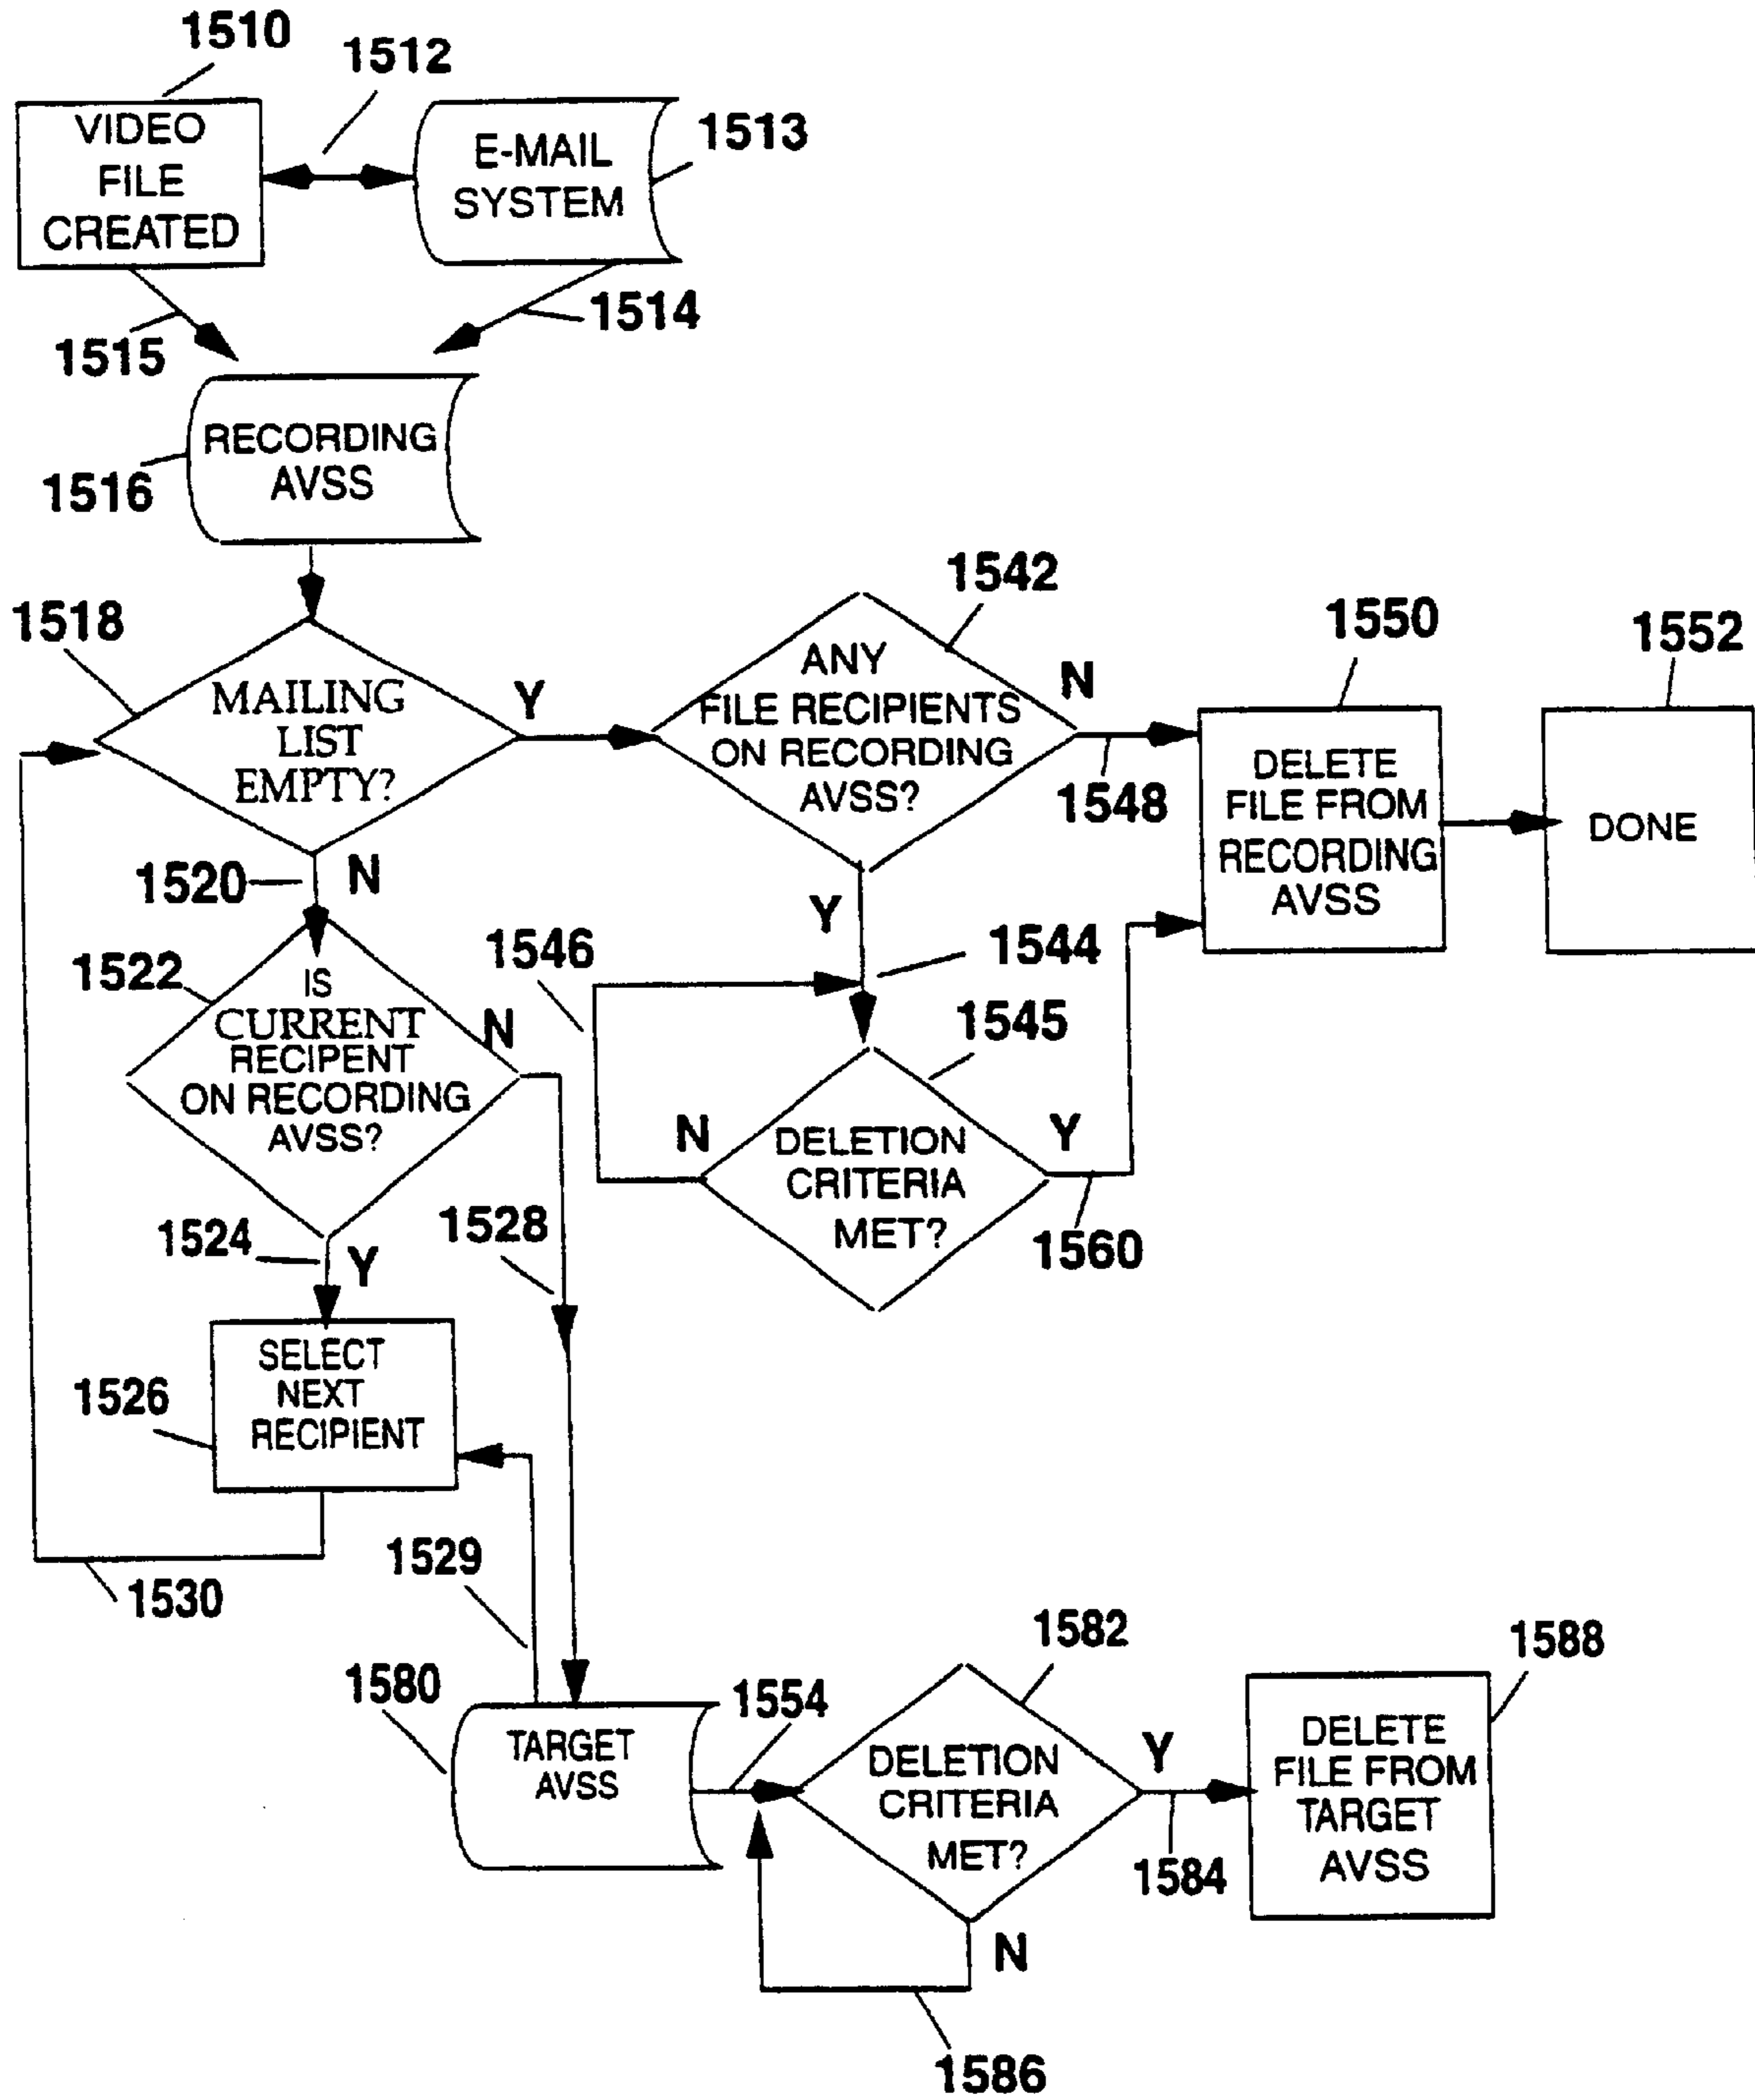 1510
1512
VIDEO
FILE
CREATED
E-MAIL
SYSTEM
1513
1515
1514
RECORDING
AVSS
1516
1518
MAILING
LIST
EMPTY?
Y
1542
ANY
FILE RECIPIENTS
ON RECORDING
AVSS?
N
1548
1550
DELETE
FILE FROM
RECORDING
AVSS
1552
DONE
1520
N
Y
1522
IS
CURRENT
RECIPENT
ON RECORDING
AVSS?
N
1546
1544
1545
N
DELETION
CRITERIA
MET?
Y
1560
1524
Y
1528
1526
SELECT
NEXT
RECIPIENT
1530
1529
1580
TARGET
AVSS
1554
1582
DELETION
CRITERIA
MET?
Y
1584
1588
DELETE
FILE FROM
TARGET
AVSS
N
1586